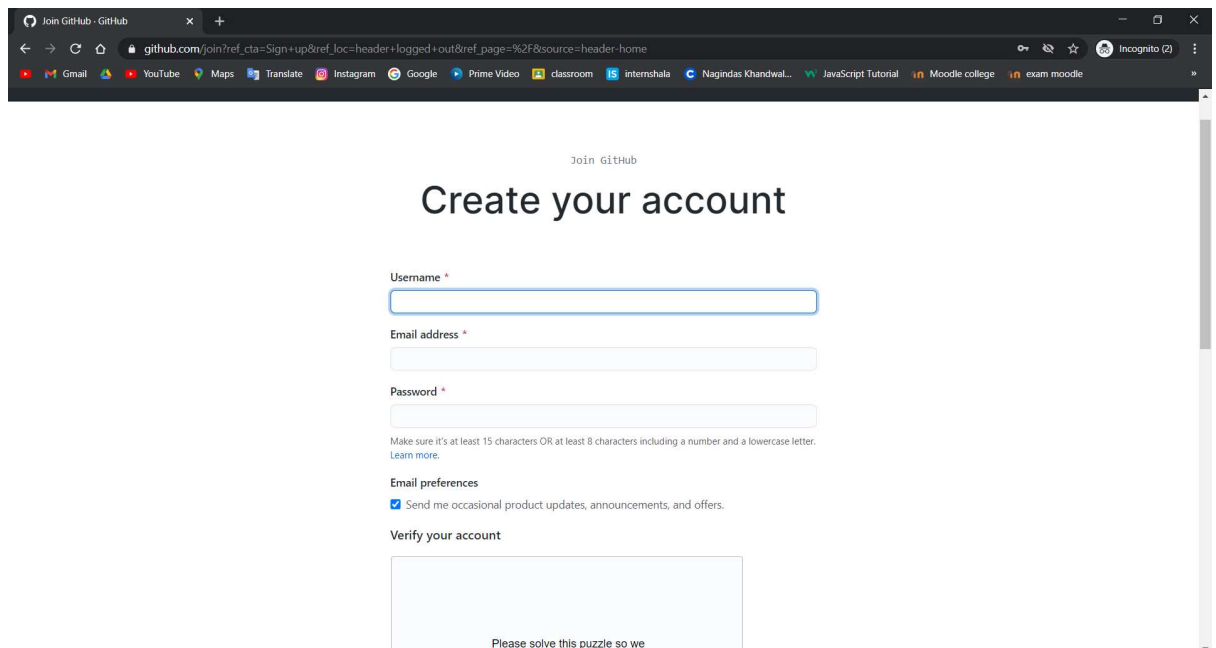 Join GitHub · GitHub
github.com/join?ref_cta=Sign+up&ref_loc=header+logged+out&ref_page=%2F&source=header-home
Incognito (2)
Gmail YouTube Maps Translate Instagram Google Prime Video classroom internshala Nagindas Khandwal... JavaScript Tutorial Moodle college exam moodle »
Join GitHub
Create your account
Username *
Email address *
Password *
Make sure it's at least 15 characters OR at least 8 characters including a number and a lowercase letter.
Learn more.
Email preferences
Send me occasional product updates, announcements, and offers.
Verify your account
Please solve this puzzle so we